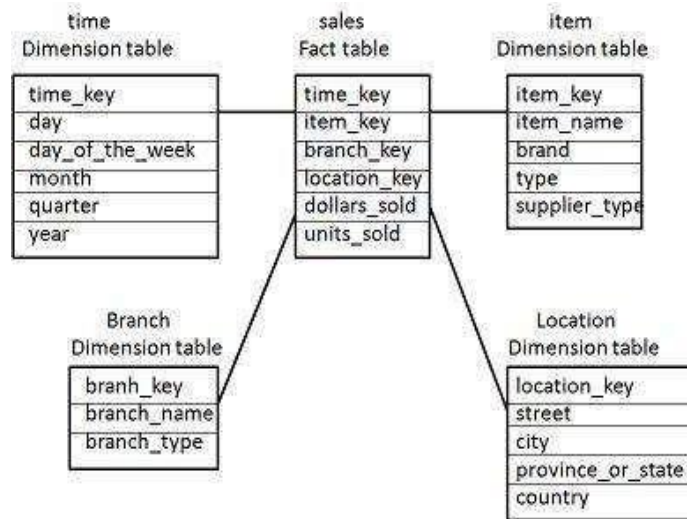 time
Dimension table
time_key
day
day_of_the_week
month
quarter
year
sales
Fact table
time_key
item_key
branch_key
location_key
dollars_sold
units_sold
item
Dimension table
item_key
item_name
brand
type
supplier_type
Branch
Dimension table
branh_key
branch_name
branch_type
Location
Dimension table
location_key
street
city
province_or_state
country